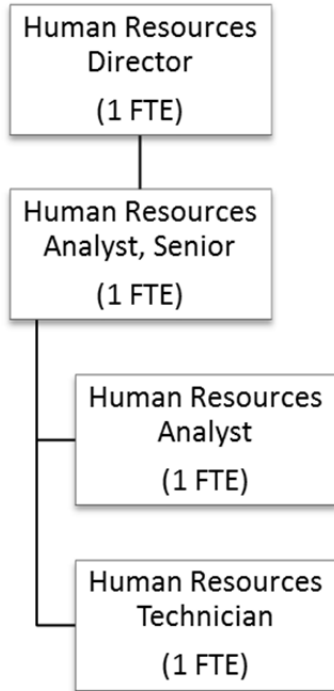 Human Resources
Director
(1 FTE)
Human Resources
Analyst, Senior
(1 FTE)
Human Resources
Analyst
(1 FTE)
Human Resources
Technician
(1 FTE)